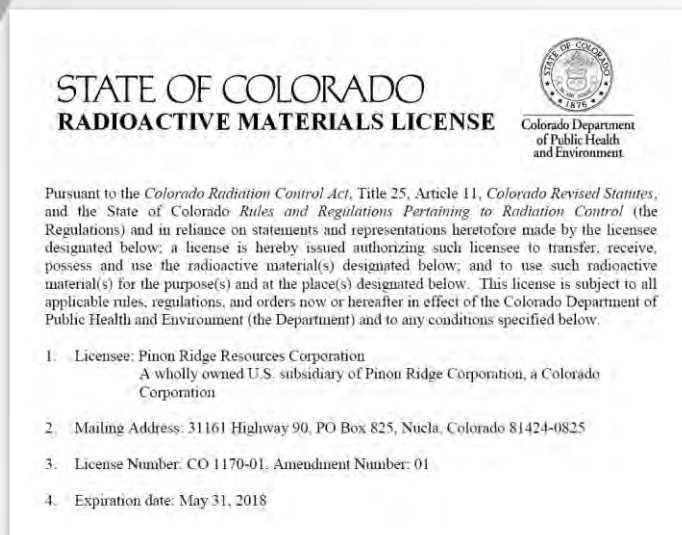 STATE OF COLORADO
RADIOACTIVE MATERIALS LICENSE
STATE OF COLORADO
1876
Colorado Department
of Public Health
and Environment
Pursuant to the Colorado Radiation Control Act, Title 25, Article 11, Colorado Revised Statutes,
and the State of Colorado Rules and Regulations Pertaining to Radiation Control (the
Regulations) and in reliance on statements and representations heretofore made by the licensee
designated below; a license is hereby issued authorizing such licensee to transfer, receive,
possess and use the radioactive material(s) designated below; and to use such radioactive
material(s) for the purpose(s) and at the place(s) designated below. This license is subject to all
applicable rules, regulations, and orders now or hereafter in effect of the Colorado Department of
Public Health and Environment (the Department) and to any conditions specified below.
1. Licensee: Pinon Ridge Resources Corporation
A wholly owned U.S. subsidiary of Pinon Ridge Corporation, a Colorado
Corporation
2. Mailing Address: 31161 Highway 90, PO Box 825, Nucla, Colorado 81424-0825
3. License Number: CO 1170-01, Amendment Number: 01
4. Expiration date: May 31, 2018